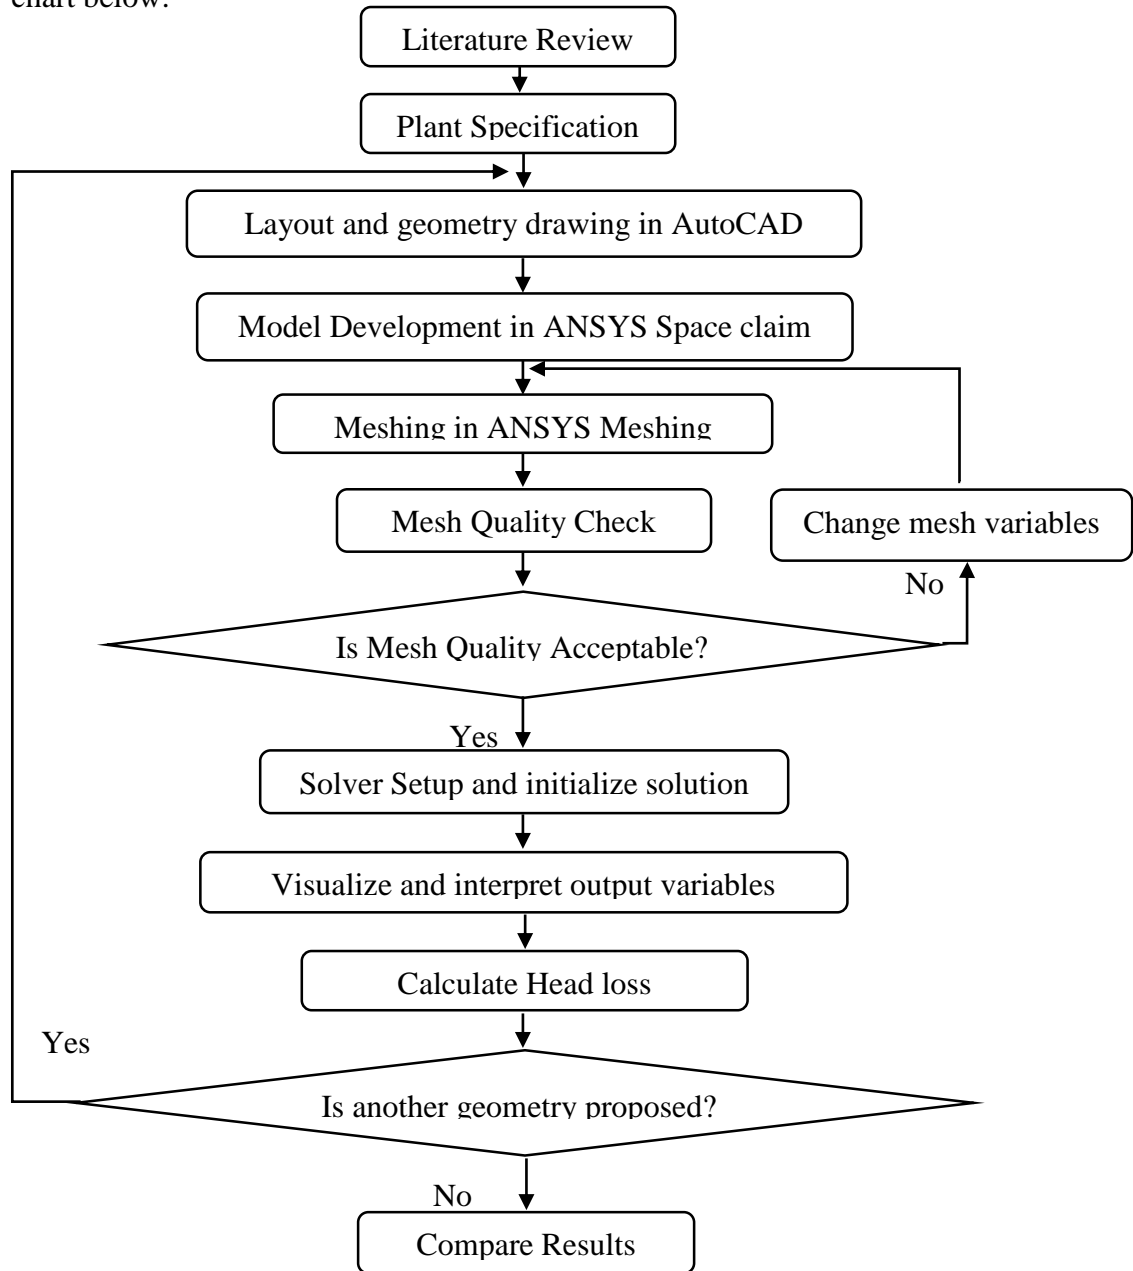 chart below:
Literature Review
Plant Specification
Layout and geometry drawing in AutoCAD
Model Development in ANSYS Space claim
Meshing in ANSYS Meshing
Mesh Quality Check
Change mesh variables
No
Is Mesh Quality Acceptable?
Yes
Solver Setup and initialize solution
Visualize and interpret output variables
Calculate Head loss
Yes
Is another geometry proposed?
No
Compare Results